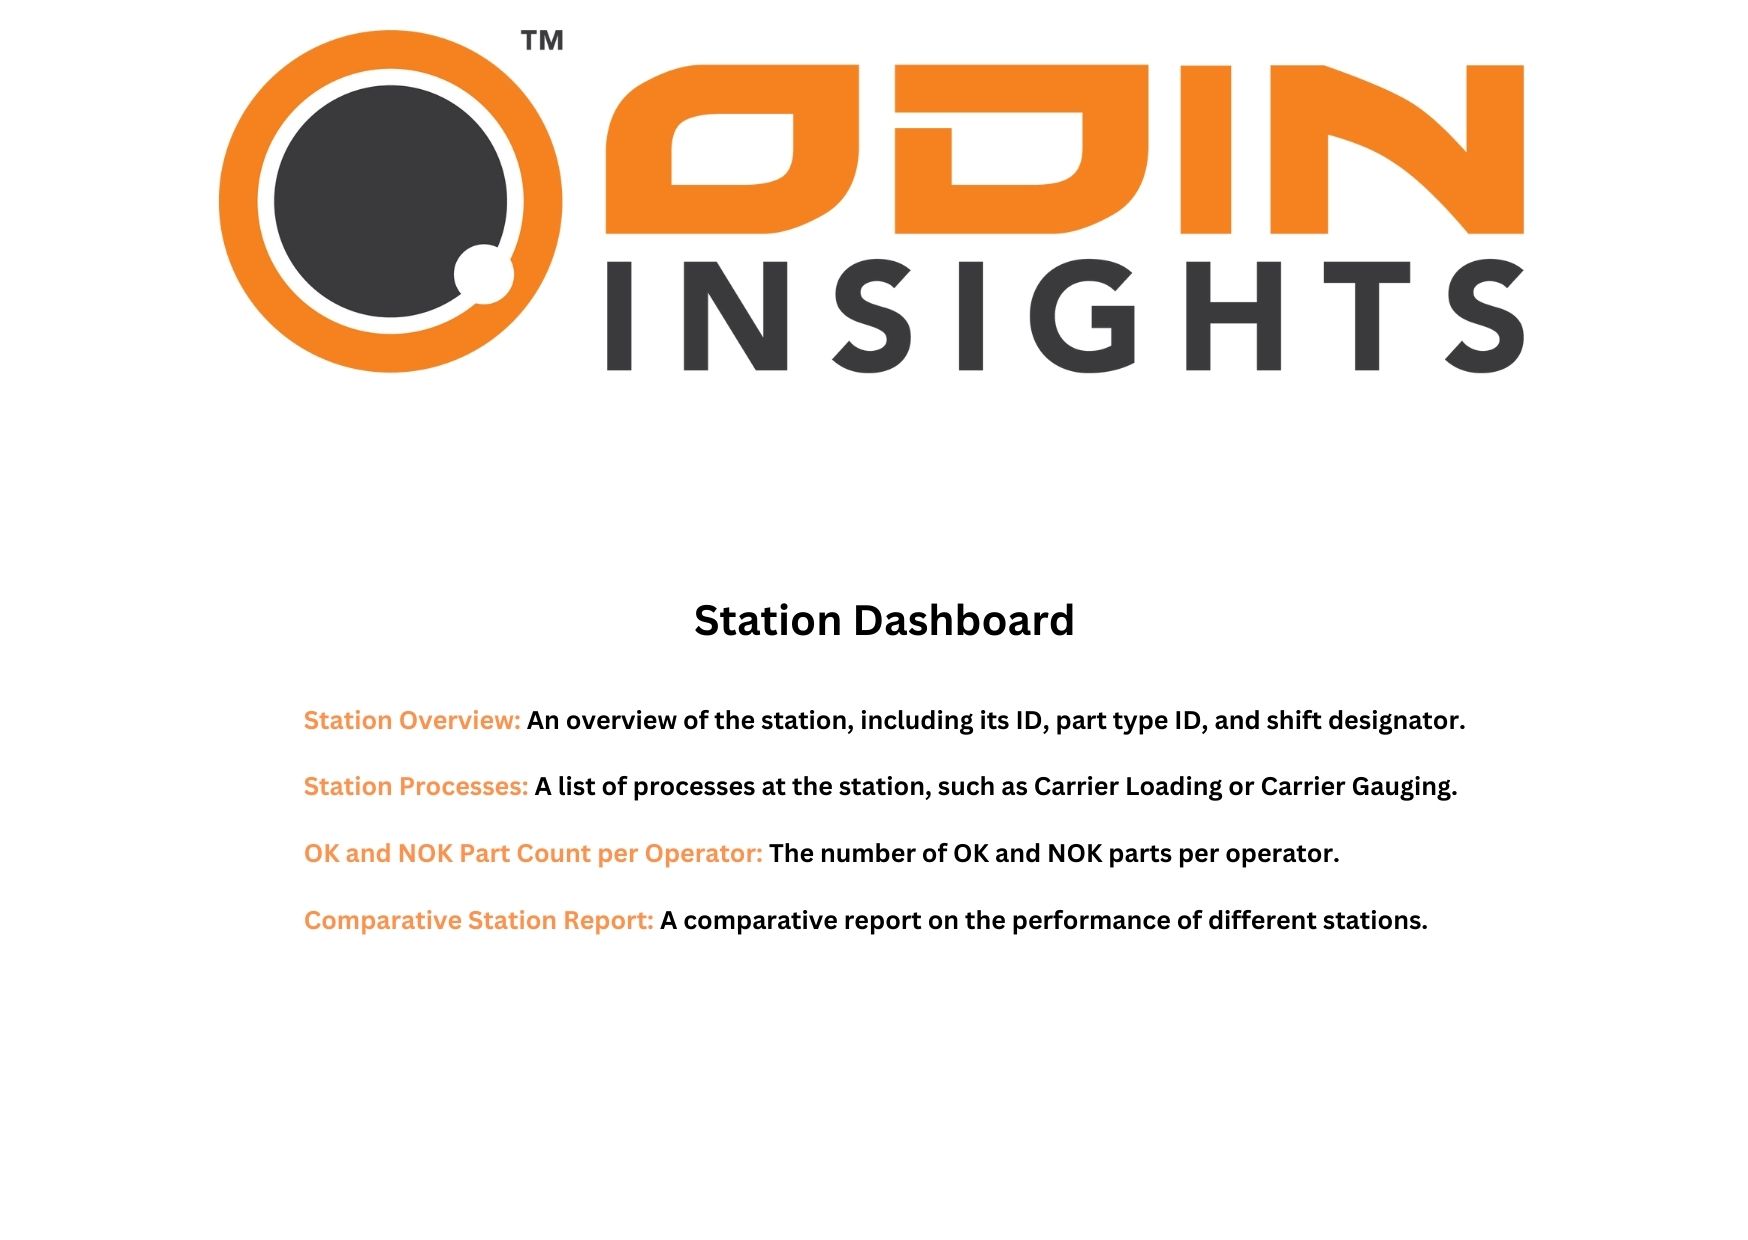 TM
ODIN
INSIGHTS
Station Dashboard
Station Overview: An overview of the station, including its ID, part type ID, and shift designator.
Station Processes: A list of processes at the station, such as Carrier Loading or Carrier Gauging.
OK and NOK Part Count per Operator: The number of OK and NOK parts per operator.
Comparative Station Report: A comparative report on the performance of different stations.